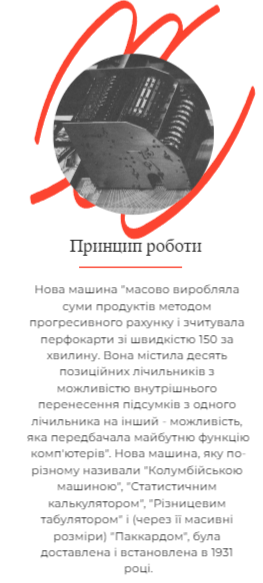 Принцип роботи
Нова машина "масово виробляла
суми продуктів методом
прогресивного рахунку і зчитувала
перфокарти зі швидкістю 150 за
хвилину. Вона містила десять
позиційних лічильників з
можливістю внутрішнього
перенесення підсумків з одного
лічильника на інший - можливість,
яка передбачала майбутню функцію
комп'ютерів". Нова машина, яку по-
різному називали "Колумбійською
машиною", "Статистичним
калькулятором", "Різницевим
табулятором" і (через її масивні
розміри) "Паккардом", була
доставлена і встановлена в 1931
році.